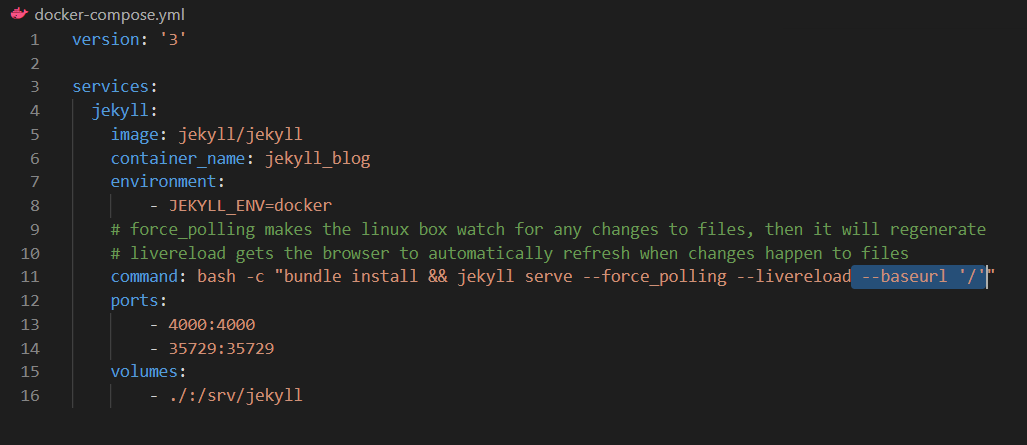 docker-compose.yml
1 version: '3'
2
3 services:
4 jekyll:
5 image: jekyll/jekyll
6 container_name: jekyll_blog
7 environment:
8 - JEKYLL_ENV=docker
9 # force_polling makes the linux box watch for any changes to files, then it will regenerate
10 # livereload gets the browser to automatically refresh when changes happen to files
11 command: bash -c "bundle install && jekyll serve --force_polling --livereload --baseurl '/'"
12 ports:
13 - 4000:4000
14 - 35729:35729
15 volumes:
16 - ./:/srv/jekyll